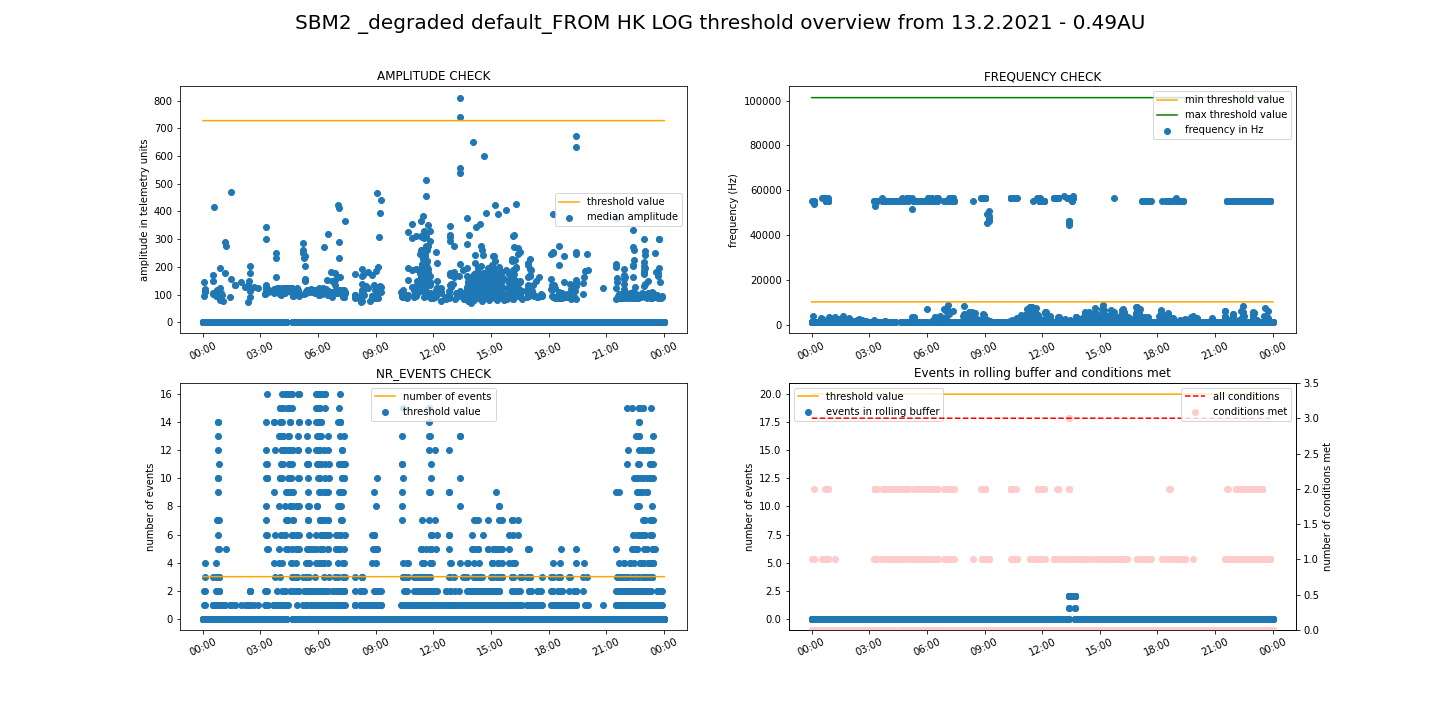 SBM2 _degraded default_FROM HK LOG threshold overview from 13.2.2021 - 0.49AU
AMPLITUDE CHECK
amplitude in telemetry units
800
700
600
500
400
300
200
100
0
threshold value
median amplitude
00:00 03:00 06:00 09:00 12:00 15:00 18:00 21:00 00:00
FREQUENCY CHECK
frequency (Hz)
100000
80000
60000
40000
20000
0
min threshold value
max threshold value
frequency in Hz
00:00 03:00 06:00 09:00 12:00 15:00 18:00 21:00 00:00
NR_EVENTS CHECK
number of events
16
14
12
10
8
6
4
2
0
number of events
threshold value
00:00 03:00 06:00 09:00 12:00 15:00 18:00 21:00 00:00
Events in rolling buffer and conditions met
number of events
20.0
17.5
15.0
12.5
10.0
7.5
5.0
2.5
0.0
threshold value
events in rolling buffer
all conditions
conditions met
3.5
3.0
2.5
2.0
1.5
1.0
0.5
0.0
number of conditions met
00:00 03:00 06:00 09:00 12:00 15:00 18:00 21:00 00:00